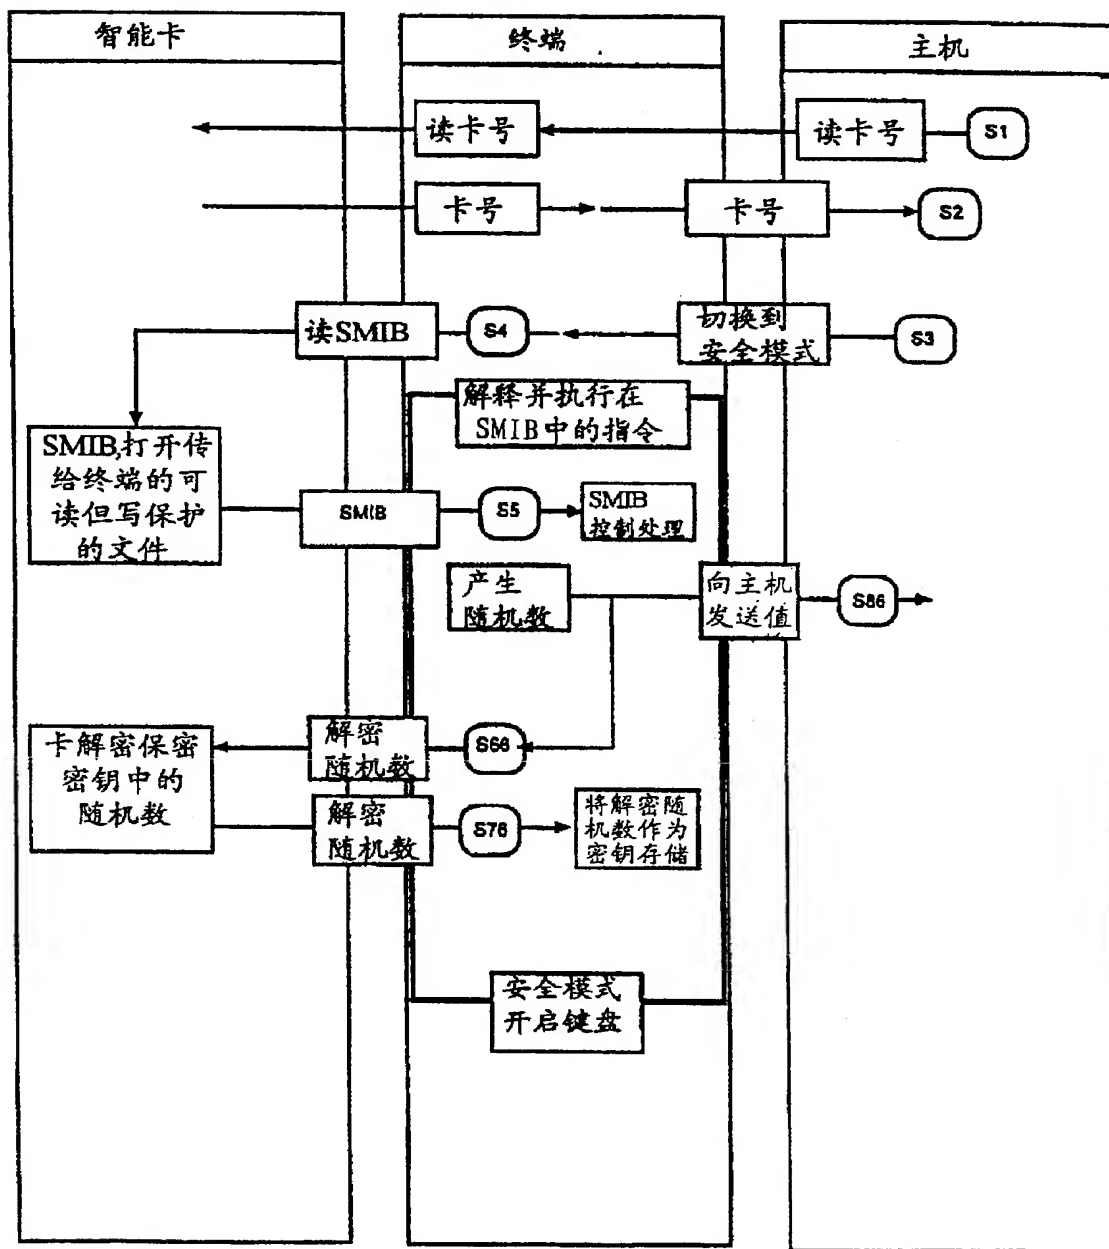 智能卡
终端
主机
读卡号
读卡号
S1
卡号
卡号
S2
读SMIB
S4
切换到
安全模式
S3
解释并执行在
SMIB中的指令
SMIB,打开传
给终端的可
读但写保护
的文件
SMIB
S5
SMIB
控制处理
产生
随机数
向主机
发送值
S86
卡解密保密
密钥中的
随机数
解密
随机数
S66
解密
随机数
S76
将解密随
机数作为
密钥存储
安全模式
开启键盘